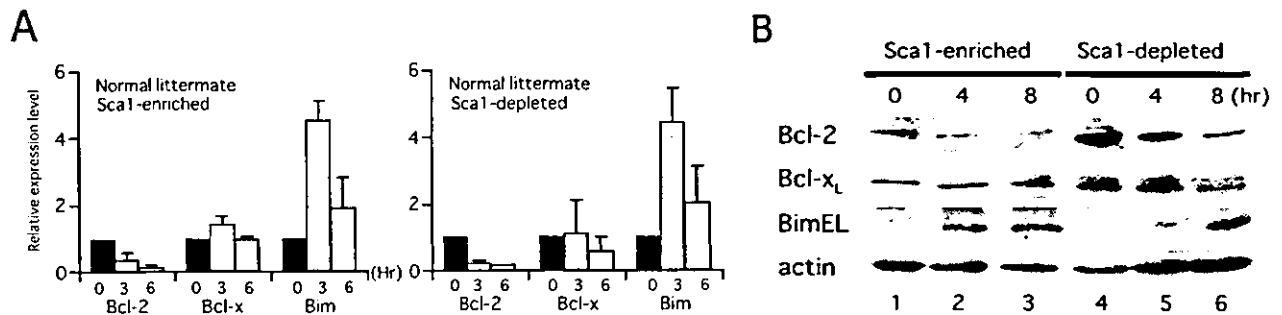 A
Relative expression level
6
4
2
0
Normal littermate
Sca1-enriched
0 3 6 0 3 6 0 3 6 (Hr)
Bcl-2 Bcl-x Bim
6
4
2
0
Normal littermate
Sca1-depleted
0 3 6 0 3 6 0 3 6
Bcl-2 Bcl-x Bim
B
Sca1-enriched Sca1-depleted
0 4 8 0 4 8 (hr)
Bcl-2
Bcl-xL
BimEL
actin
1 2 3 4 5 6